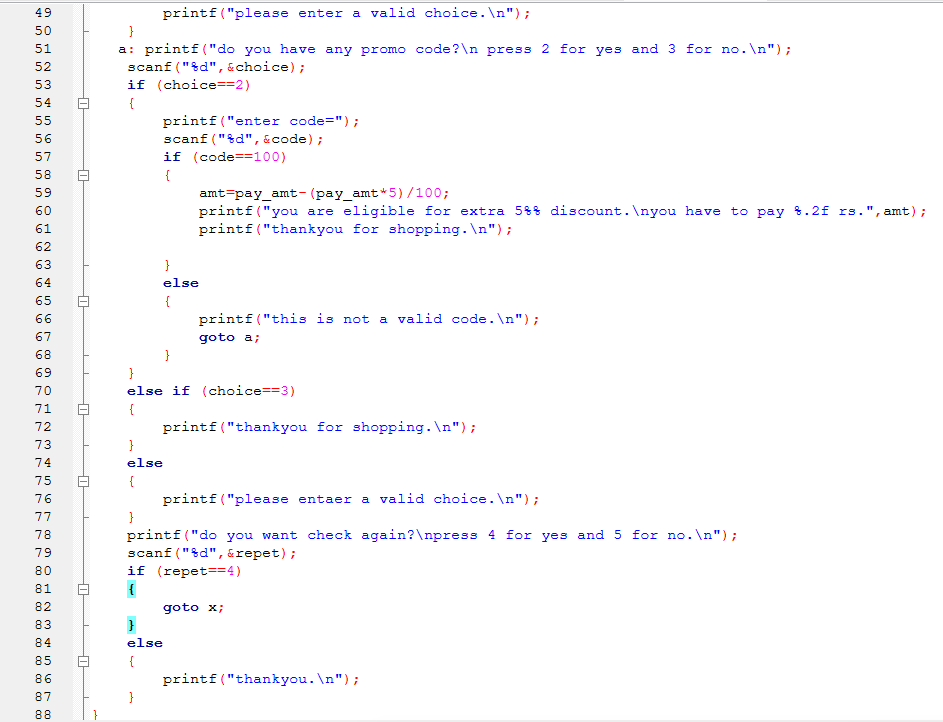 49 printf("please enter a valid choice.\n");
50 }
51 a: printf("do you have any promo code?\n press 2 for yes and 3 for no.\n");
52 scanf("%d",&choice);
53 if (choice==2)
54 {
55 printf("enter code=");
56 scanf("%d",&code);
57 if (code==100)
58 {
59 amt=pay_amt-(pay_amt*5)/100;
60 printf("you are eligible for extra 5%% discount.\nyou have to pay %.2f rs.",amt);
61 printf("thankyou for shopping.\n");
62
63 }
64 else
65 {
66 printf("this is not a valid code.\n");
67 goto a;
68 }
69 }
70 else if (choice==3)
71 {
72 printf("thankyou for shopping.\n");
73 }
74 else
75 {
76 printf("please entaer a valid choice.\n");
77 }
78 printf("do you want check again?\npress 4 for yes and 5 for no.\n");
79 scanf("%d",&repet);
80 if (repet==4)
81 {
82 goto x;
83 }
84 else
85 {
86 printf("thankyou.\n");
87 }
88 }